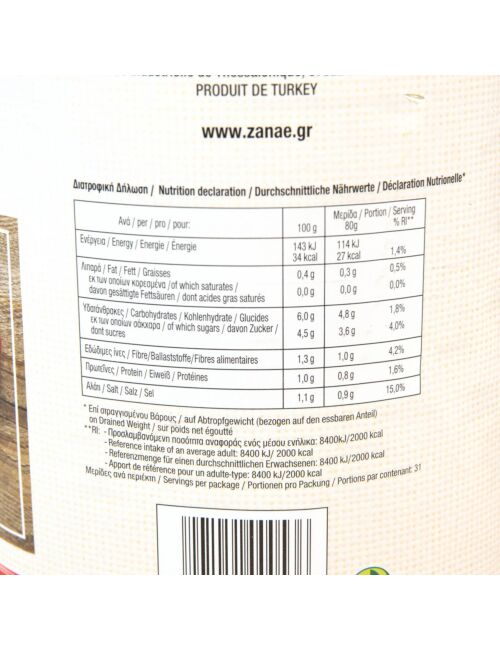 PRODUIT DE TURKEY
www.zanae.gr
Διατροφική Δήλωση / Nutrition declaration / Durchschnittliche Nährwerte / Déclaration Nutrionelle*
Ανά / per / pro / pour: 100 g Μερίδα / Portion / Serving 80g % RI**
Ενέργεια / Energy / Energie / Énergie 143 kJ 34 kcal 114 kJ 27 kcal 1,4%
Λιπαρά / Fat / Fett / Graisses 0,4 g 0,3 g 0,5%
εκ των οποίων κορεσμένα /of which saturates /
davon gesättigte Fettsäuren / dont acides gras saturés 0,0 g 0,0 g 0,0%
Υδατάνθρακες / Carbohydrates / Kohlenhydrate / Glucides 6,0 g 4,8 g 1,8%
εκ των οποίων σάκχαρα / of which sugars / davon Zucker /
dont sucres 4,5 g 3,6 g 4,0%
Εδώδιμες ίνες / Fibre/Ballaststoffe/Fibres alimentaires 1,3 g 1,0 g 4,2%
Πρωτεΐνες / Protein / Eiweiß / Protéines 1,0 g 0,8 g 1,6%
Αλάτι / Salt / Salz / Sel 1,1 g 0,9 g 15,0%
* Επί στραγγισμένου Βάρους / auf Abtropfgewicht (bezogen auf den essbaren Anteil)
on Drained Weight / sur poids net égoutté
**RI: - Προσλαμβανόμενη ποσότητα αναφοράς ενός μέσου ενήλικα: 8400kJ/2000 kcal
- Reference intake of an average adult: 8400 kJ/2000 kcal
- Referenzmenge für einen durchschnittlichen Erwachsenen: 8400 kJ/2000 kcal
- Apport de référence pour un adulte-type: 8400 kJ/2000 kcal
Μερίδες ανά περιέκτη / Servings per package / Portionen pro Packung / Portions par contenant: 31